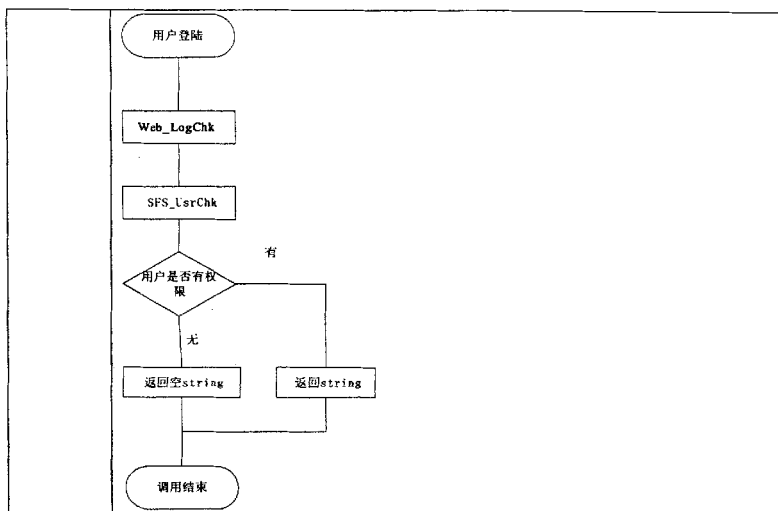 用户登陆
Web_LogChk
SFS_UsrChk
有
用户是否有权
限
无
返回空string
返回string
调用结束